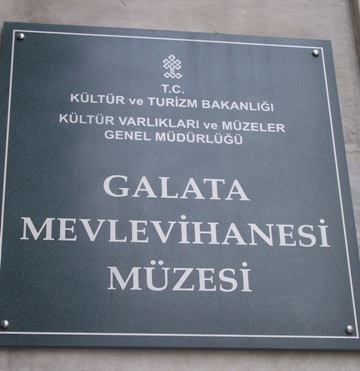 T.C.
KÜLTÜR ve TURİZM BAKANLIĞI
KÜLTÜR VARLIKLARI ve MÜZELER
GENEL MÜDÜRLÜĞÜ
GALATA
MEVLEVİHANESİ
MÜZESİ